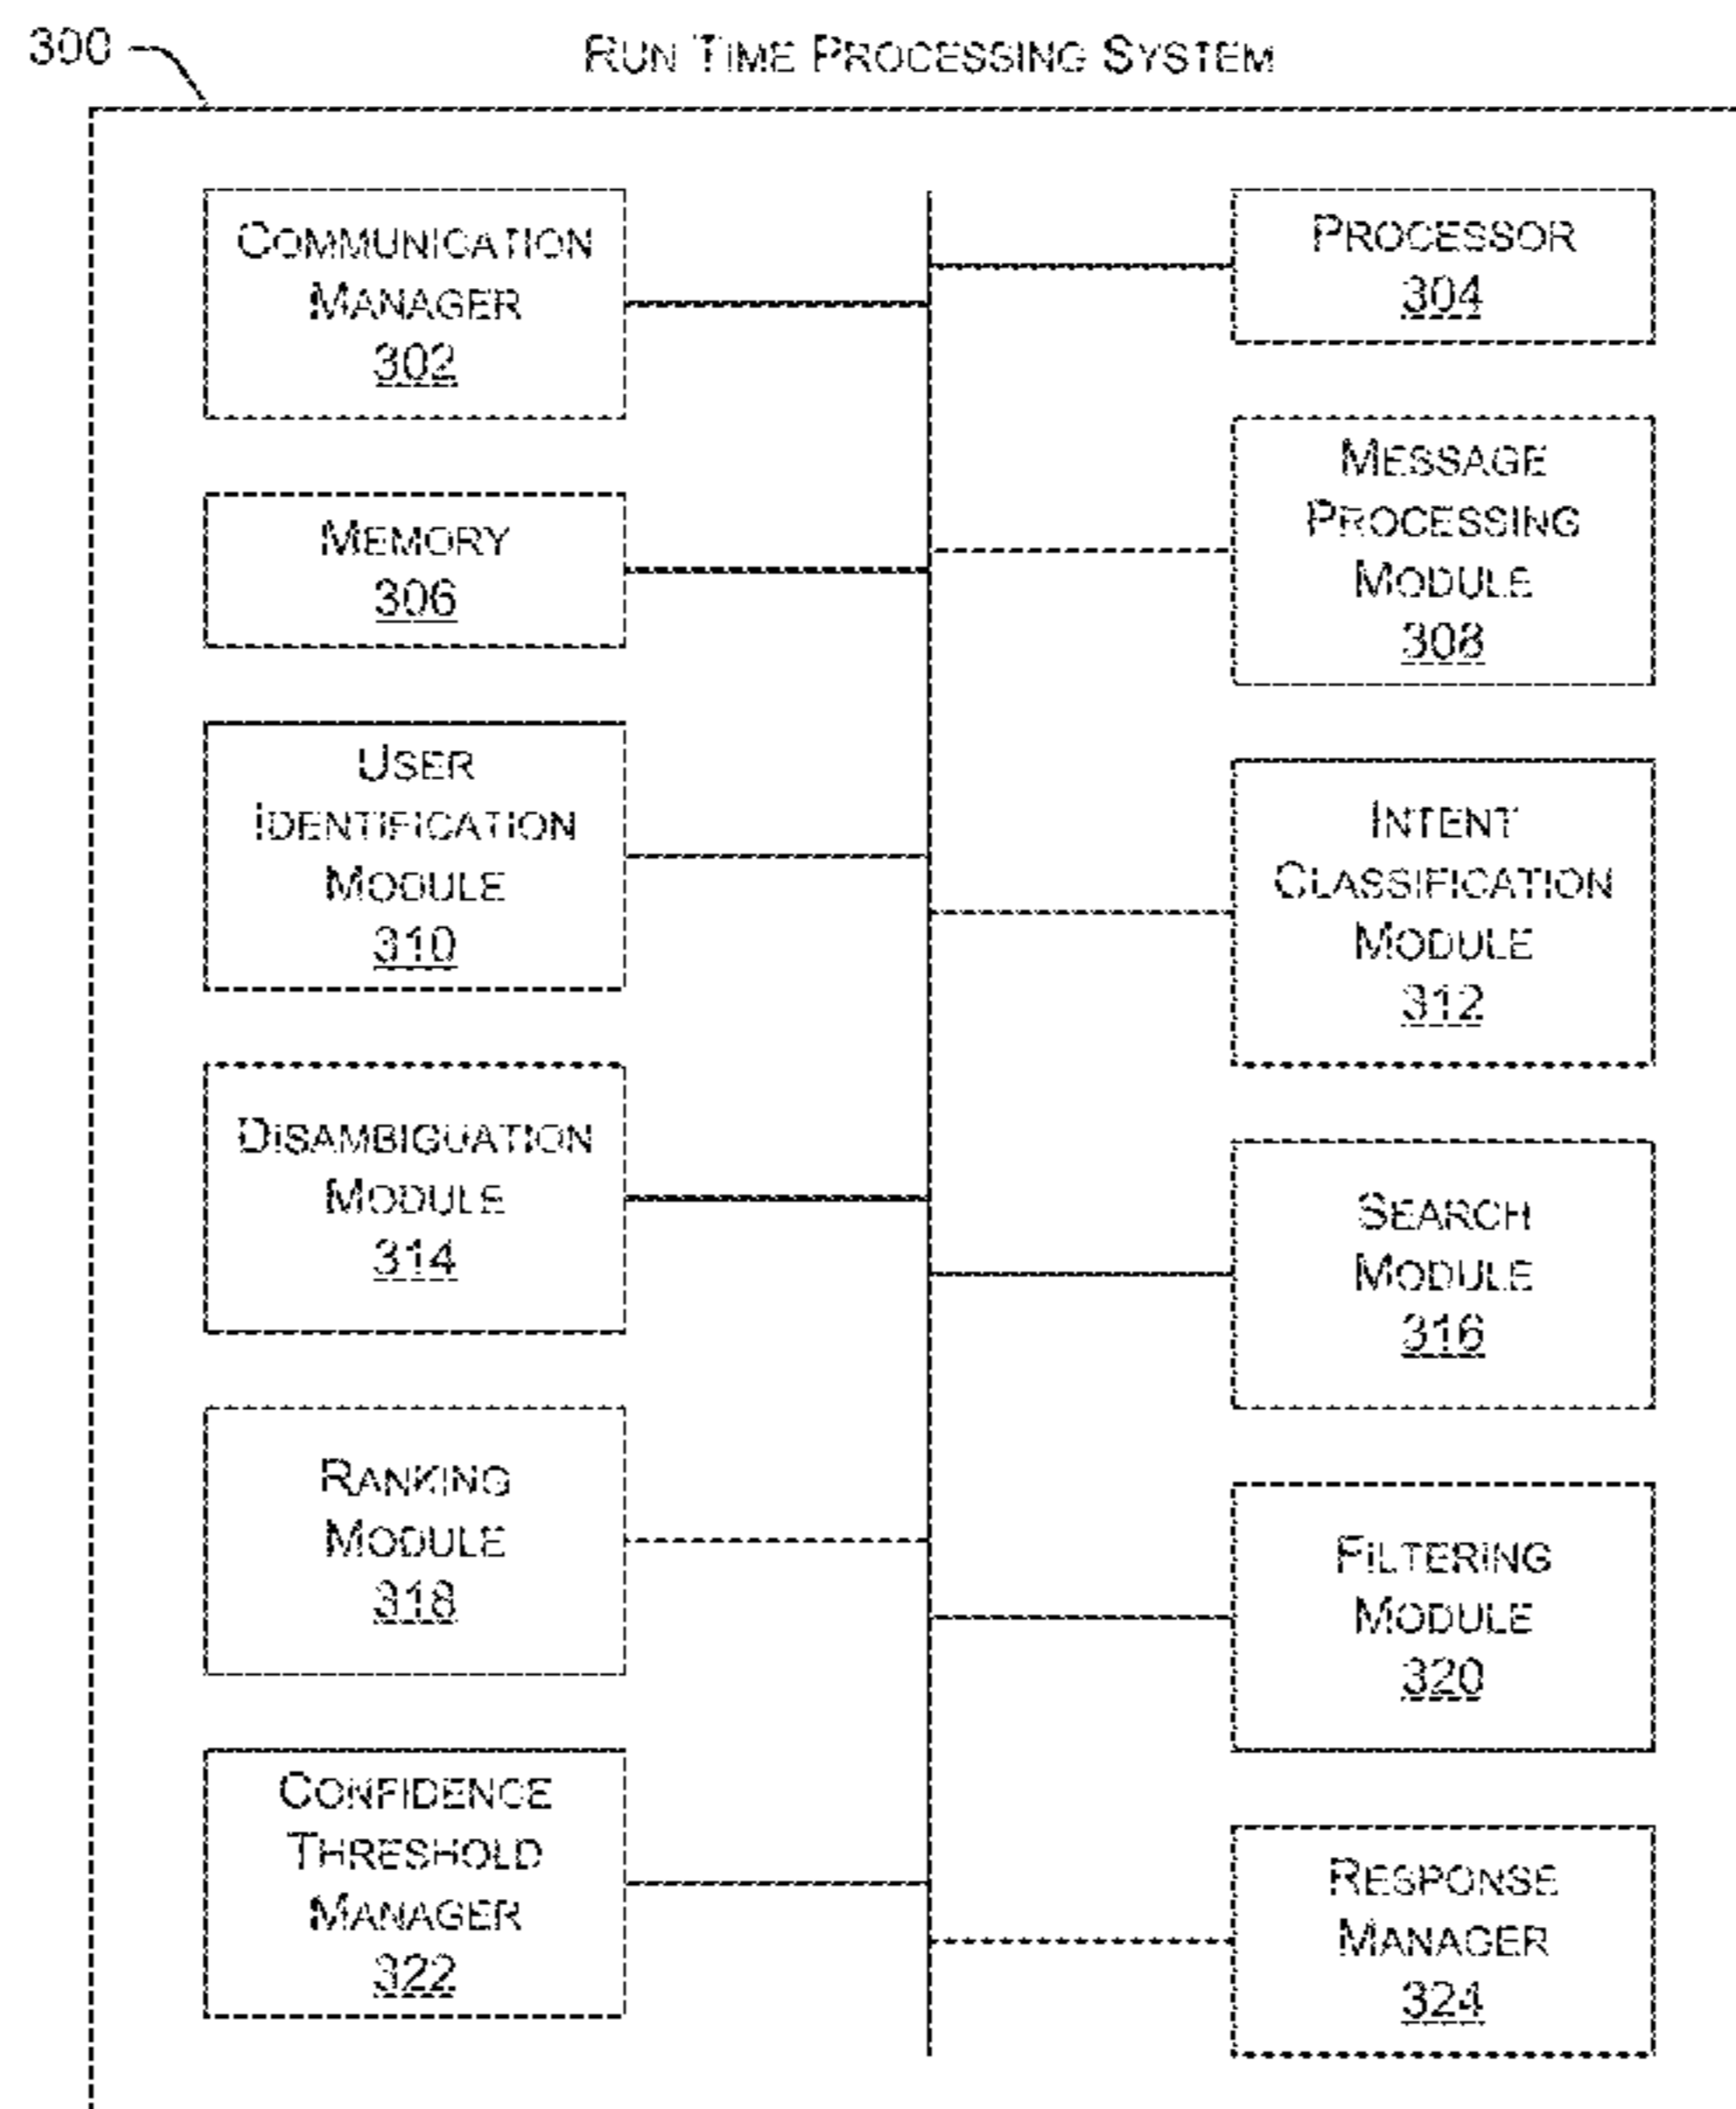 300
RUN TIME PROCESSING SYSTEM
COMMUNICATION
MANAGER
302
PROCESSOR
304
MEMORY
306
MESSAGE
PROCESSING
MODULE
308
USER
IDENTIFICATION
MODULE
310
INTENT
CLASSIFICATION
MODULE
312
DISAMBIGUATION
MODULE
314
SEARCH
MODULE
316
RANKING
MODULE
318
FILTERING
MODULE
320
CONFIDENCE
THRESHOLD
MANAGER
322
RESPONSE
MANAGER
324